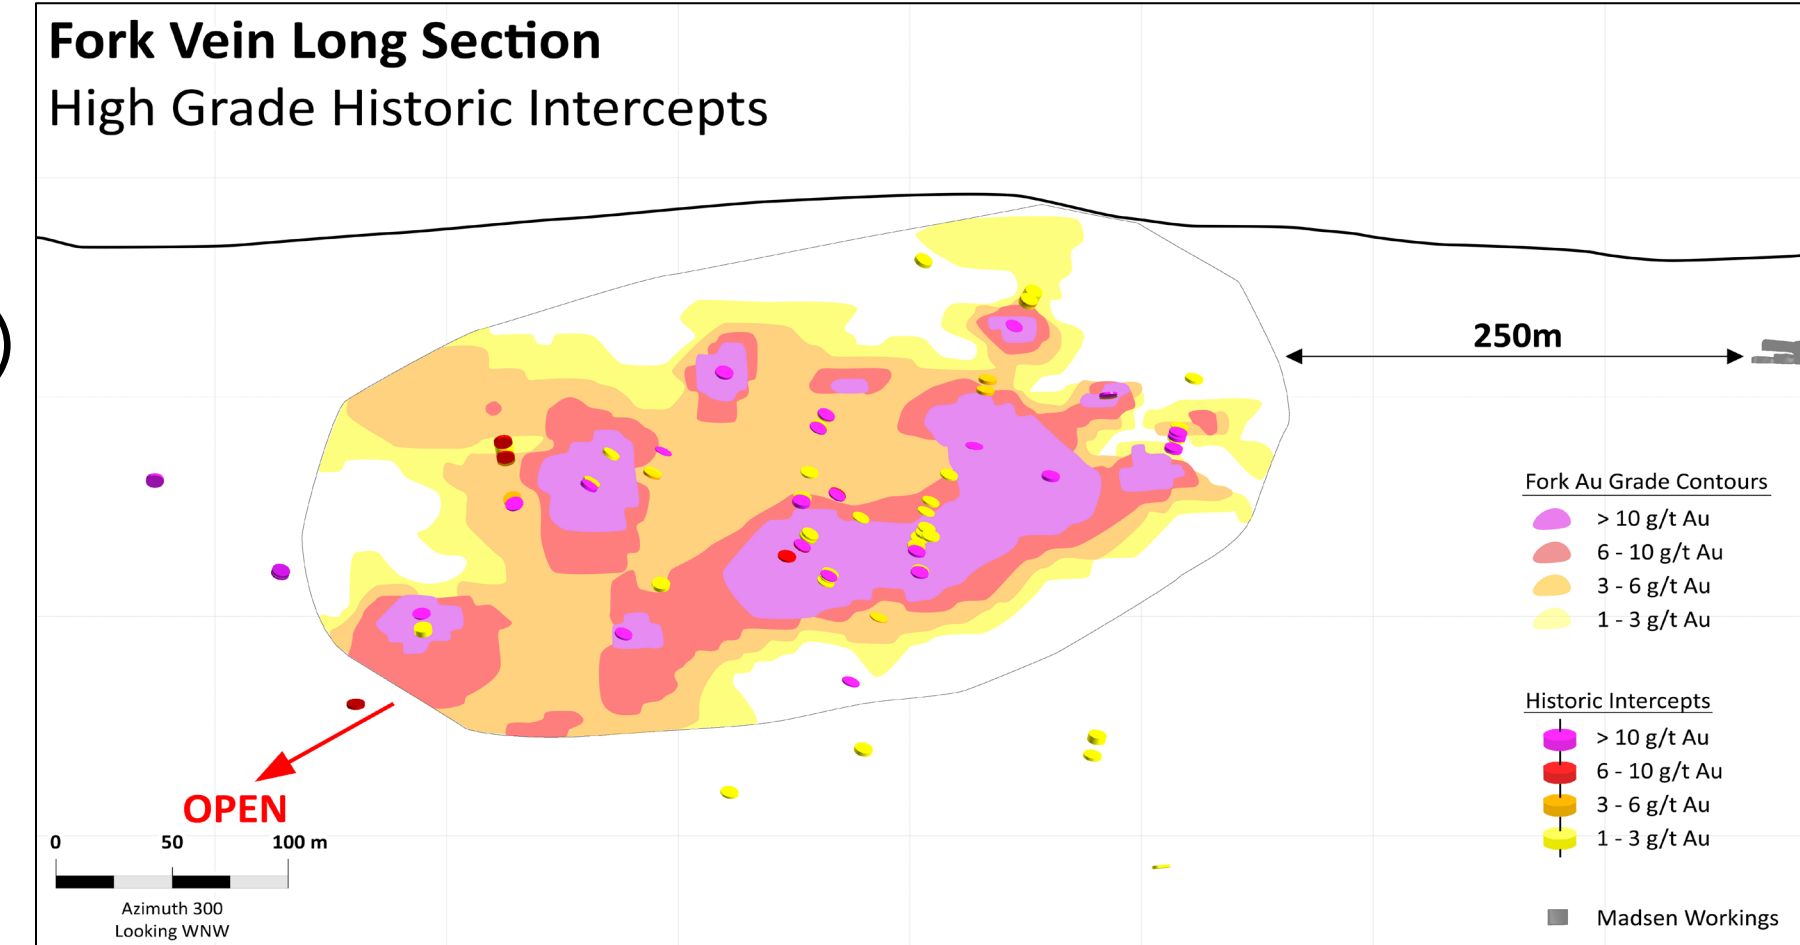 Fork Vein Long Section
High Grade Historic Intercepts
250m
Fork Au Grade Contours
> 10 g/t Au
6 - 10 g/t Au
3 - 6 g/t Au
1 - 3 g/t Au
Historic Intercepts
> 10 g/t Au
6 - 10 g/t Au
3 - 6 g/t Au
1 - 3 g/t Au
Madsen Workings
OPEN
0 50 100 m
Azimuth 300
Looking WNW